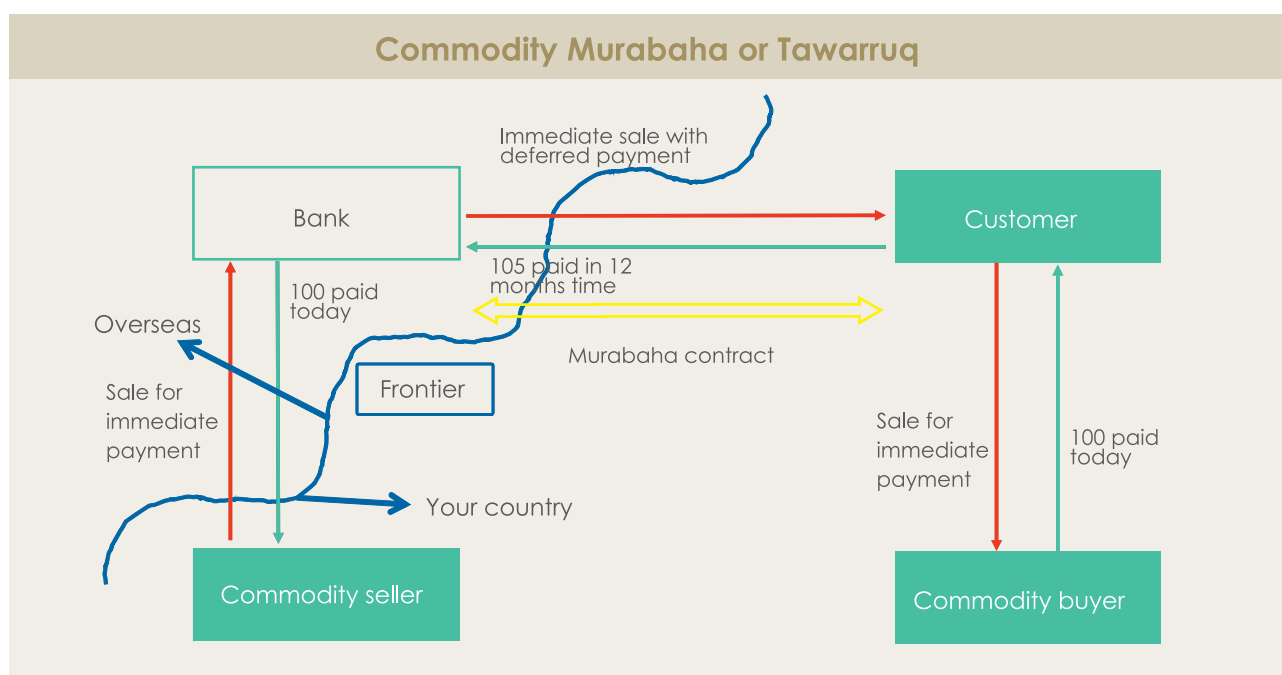 Commodity Murabaha or Tawarruq
Immediate sale with
deferred payment
Bank
Customer
105 paid in 12
months time
100 paid
today
Overseas
Murabaha contract
Frontier
Sale for
immediate
payment
Sale for
immediate
payment
100 paid
today
Your country
Commodity seller
Commodity buyer